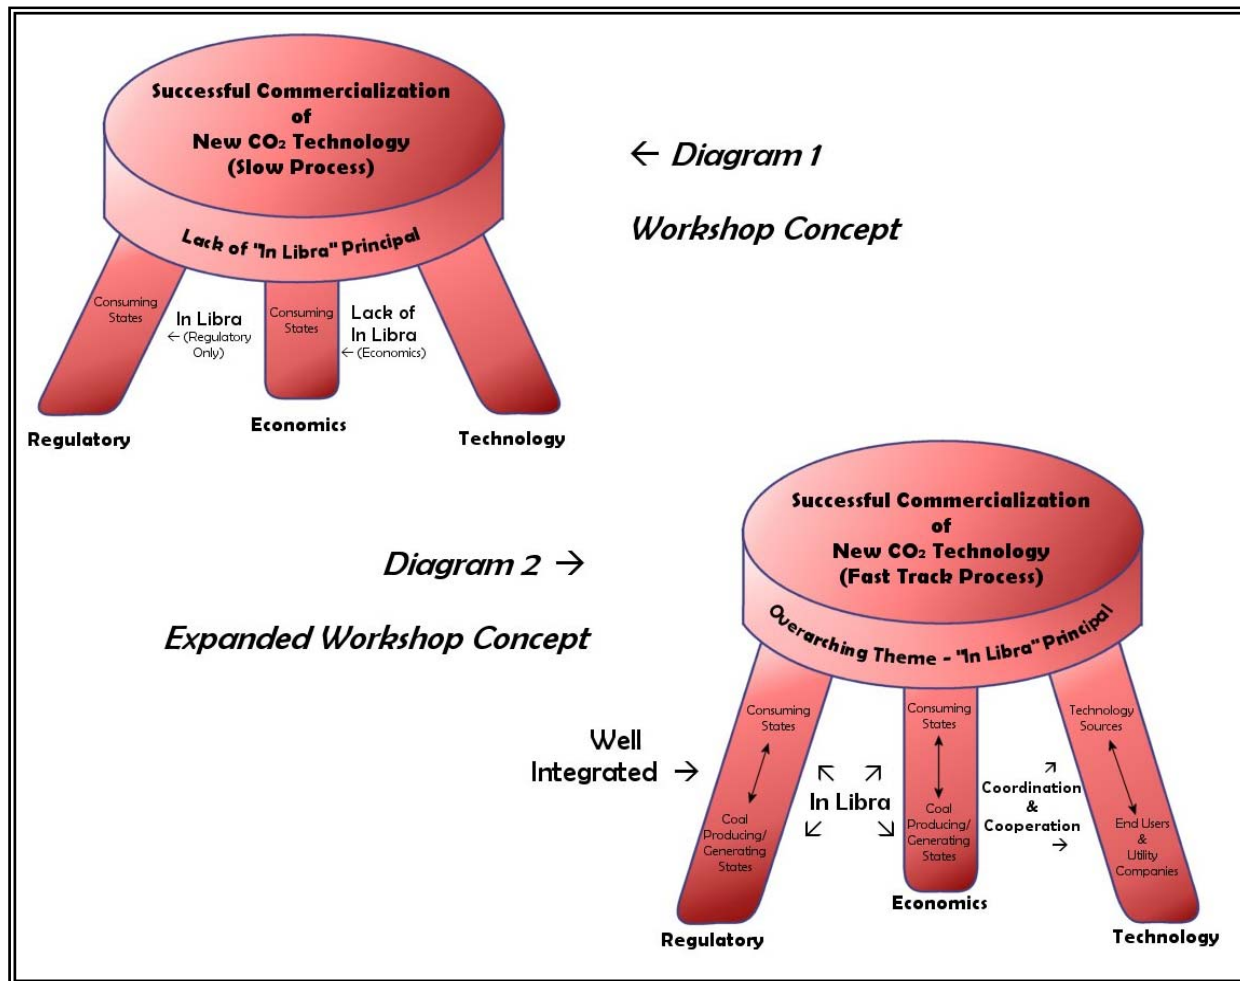 Successful Commercialization
of
New CO₂ Technology
(Slow Process)
Lack of "In Libra" Principal
Consuming
States
In Libra
← (Regulatory
Only)
Consuming
States
Lack of
In Libra
← (Economics)
Regulatory
Economics
Technology
← Diagram 1
Workshop Concept
Diagram 2 →
Expanded Workshop Concept
Successful Commercialization
of
New CO₂ Technology
(Fast Track Process)
Overarching Theme - "In Libra" Principal
Well
Integrated →
Consuming
States
Coal
Producing/
Generating
States
In Libra
Consuming
States
Coal
Producing/
Generating
States
Coordination
&
Cooperation
→
Technology
Sources
End Users
&
Utility
Companies
Regulatory
Economics
Technology